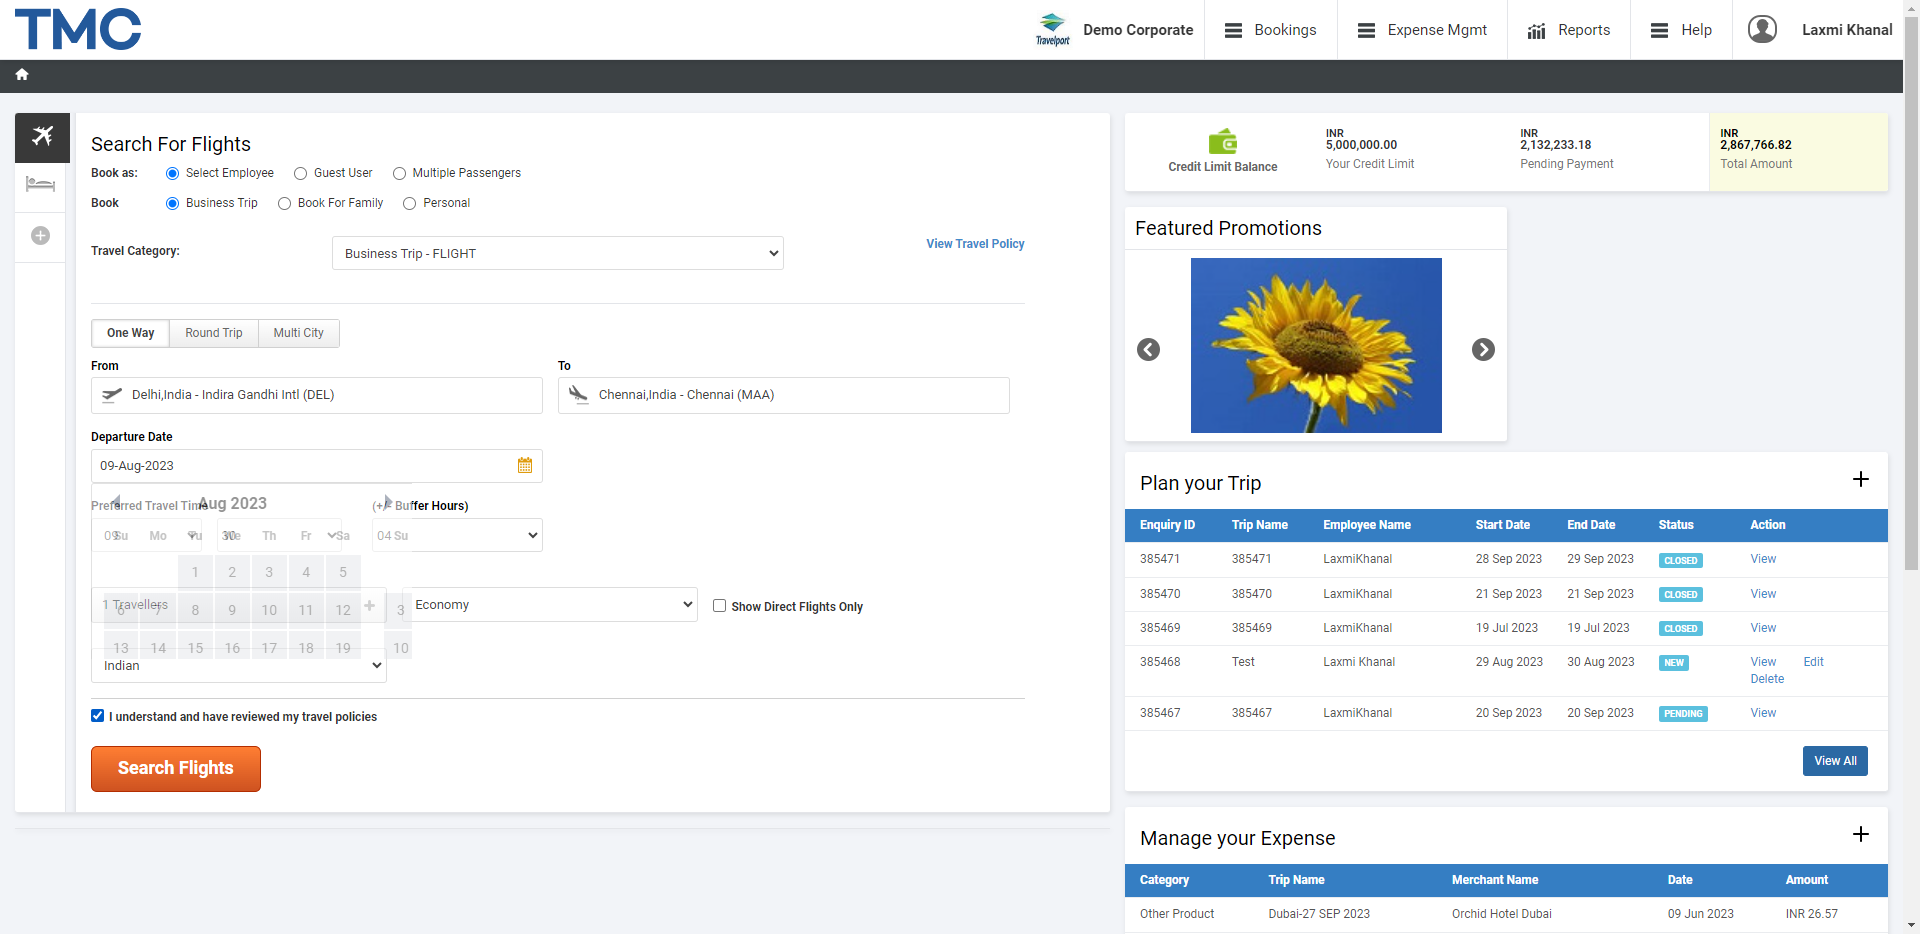 TMC
Travelport
Demo Corporate
Bookings
Expense Mgmt
Reports
Help
Laxmi Khanal
Search For Flights
Book as: Select Employee Guest User Multiple Passengers
Book Business Trip Book For Family Personal
Travel Category: Business Trip - FLIGHT View Travel Policy
One Way Round Trip Multi City
From To
Delhi,India - Indira Gandhi Intl (DEL) Chennai,India - Chennai (MAA)
Departure Date
09-Aug-2023
Preferred Travel Time Aug 2023 (+/- Buffer Hours)
09 30 04
Su Mo Tu We Th Fr Sa Su
1 2 3 4 5
1 Travellers Economy Show Direct Flights Only
6 7 8 9 10 11 12 3
13 14 15 16 17 18 19 10
Indian
I understand and have reviewed my travel policies
Search Flights
Credit Limit Balance
INR
5,000,000.00
Your Credit Limit
INR
2,132,233.18
Pending Payment
INR
2,867,766.82
Total Amount
Featured Promotions
Plan your Trip
Enquiry ID Trip Name Employee Name Start Date End Date Status Action
385471 385471 LaxmiKhanal 28 Sep 2023 29 Sep 2023 CLOSED View
385470 385470 LaxmiKhanal 21 Sep 2023 21 Sep 2023 CLOSED View
385469 385469 LaxmiKhanal 19 Jul 2023 19 Jul 2023 CLOSED View
385468 Test Laxmi Khanal 29 Aug 2023 30 Aug 2023 NEW View Edit
Delete
385467 385467 LaxmiKhanal 20 Sep 2023 20 Sep 2023 PENDING View
View All
Manage your Expense
Category Trip Name Merchant Name Date Amount
Other Product Dubai-27 SEP 2023 Orchid Hotel Dubai 09 Jun 2023 INR 26.57